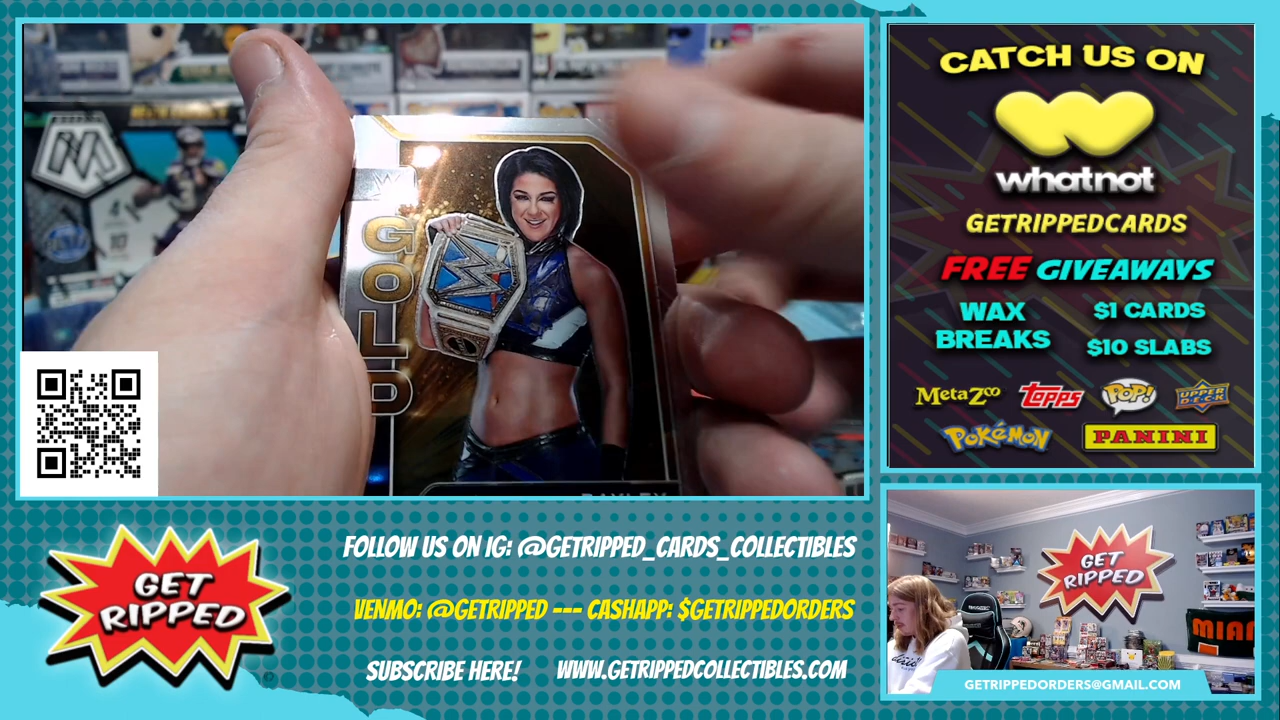 GOLD
W
BAYLEY
CATCH US ON
whatnot
GETRIPPEDCARDS
FREE GIVEAWAYS
WAX
BREAKS
$1 CARDS
$10 SLABS
MetaZoo
Topps
POP!
UPPER
DECK
Pokémon
PANINI
GET
RIPPED
FOLLOW US ON IG: @GETRIPPED_CARDS_COLLECTIBLES
VENMO: @GETRIPPED --- CASHAPP: $GETRIPPEDORDERS
SUBSCRIBE HERE!
WWW.GETRIPPEDCOLLECTIBLES.COM
GET
RIPPED
MIAM
GETRIPPEDORDERS@GMAIL.COM